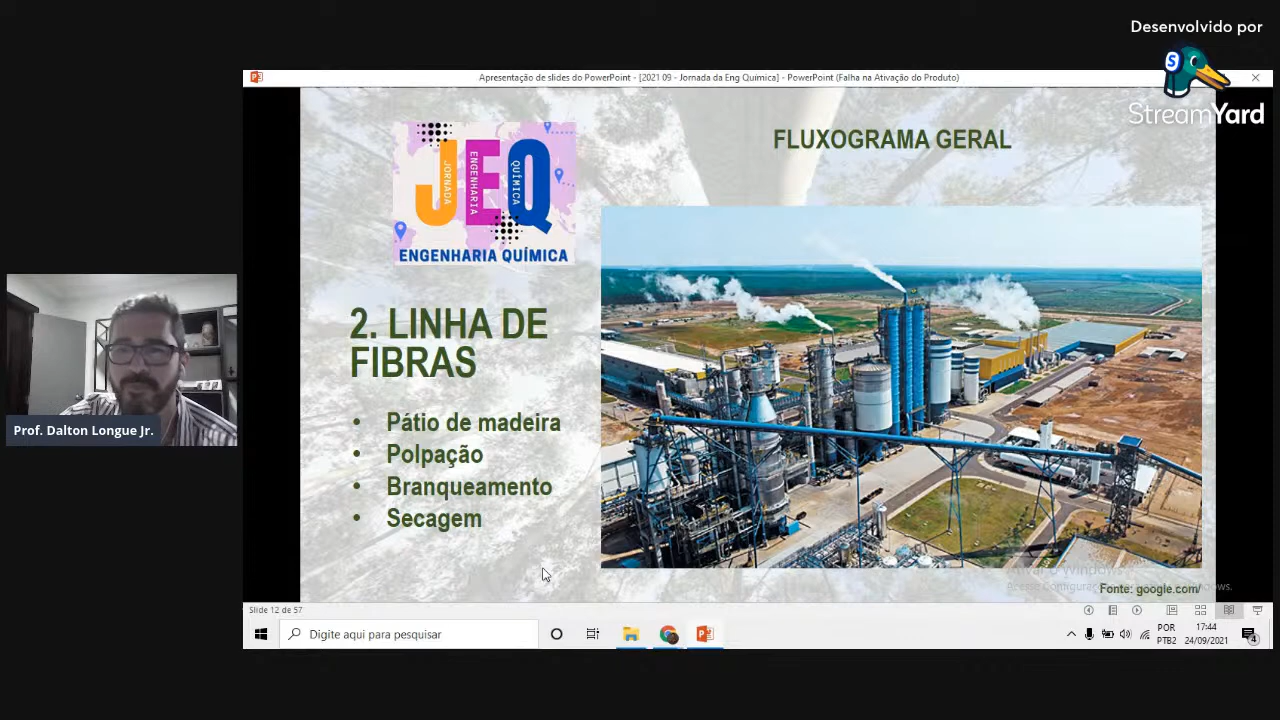 Desenvolvido por
StreamYard
Apresentação de slides do PowerPoint - [2021 09 - Jornada da Eng Química] - PowerPoint (Falha na Ativação do Produto)
FLUXOGRAMA GERAL
JEQ
JORNADA
ENGENHARIA
QUÍMICA
ENGENHARIA QUÍMICA
2. LINHA DE
FIBRAS
• Pátio de madeira
• Polpação
• Branqueamento
• Secagem
Prof. Dalton Longue Jr.
Ativar o Windows
Fonte: google.com/
Slide 12 de 57
Digite aqui para pesquisar
POR
PTB2
17:44
24/09/2021
4